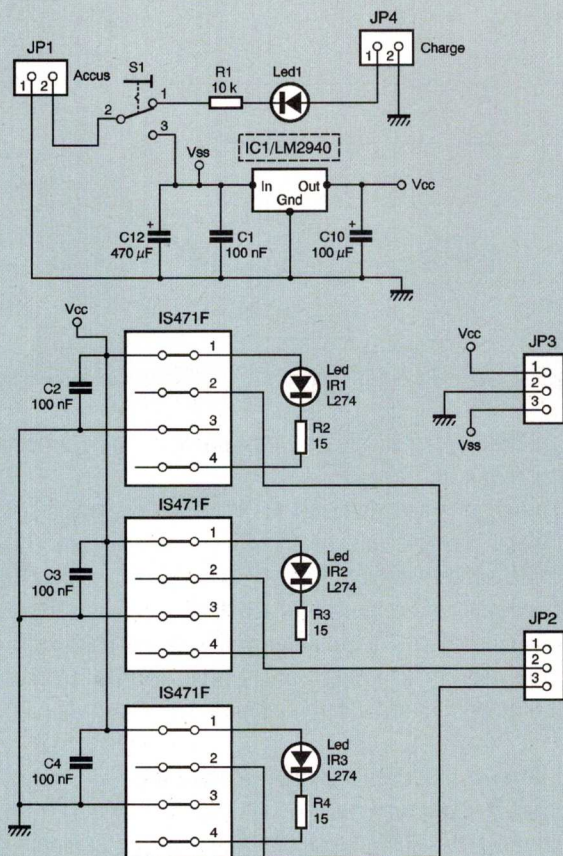 JP1
1 2
Accus
S1
1
2
3
R1
10 k
Led1
JP4
1 2
Charge
Vss
IC1/LM2940
In Out
Gnd
Vcc
C12
470 µF
+
C1
100 nF
C10
100 µF
+
Vcc
IS471F
C2
100 nF
1
2
3
4
Led
IR1
L274
R2
15
Vcc
JP3
1
2
3
Vss
IS471F
C3
100 nF
1
2
3
4
Led
IR2
L274
R3
15
JP2
1
2
3
IS471F
C4
100 nF
1
2
3
4
Led
IR3
L274
R4
15